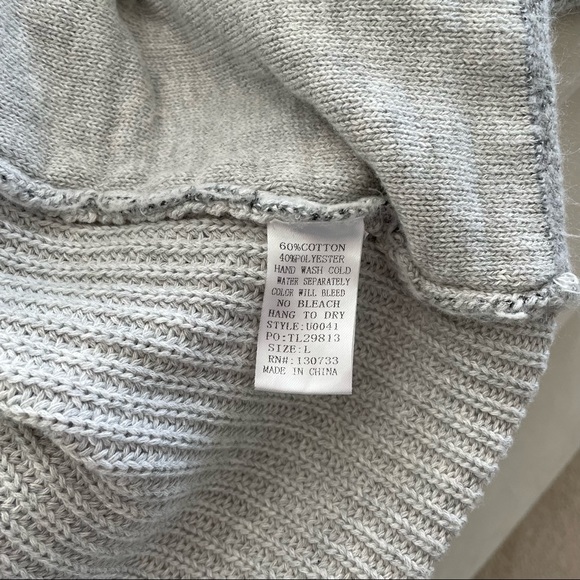 60%COTTON
40%POLYESTER
HAND WASH COLD
WATER SEPARATELY
COLOR WILL BLEED
NO BLEACH
HANG TO DRY
STYLE:U0041
PO:TL29813
SIZE:L
RN#:130733
MADE IN CHINA